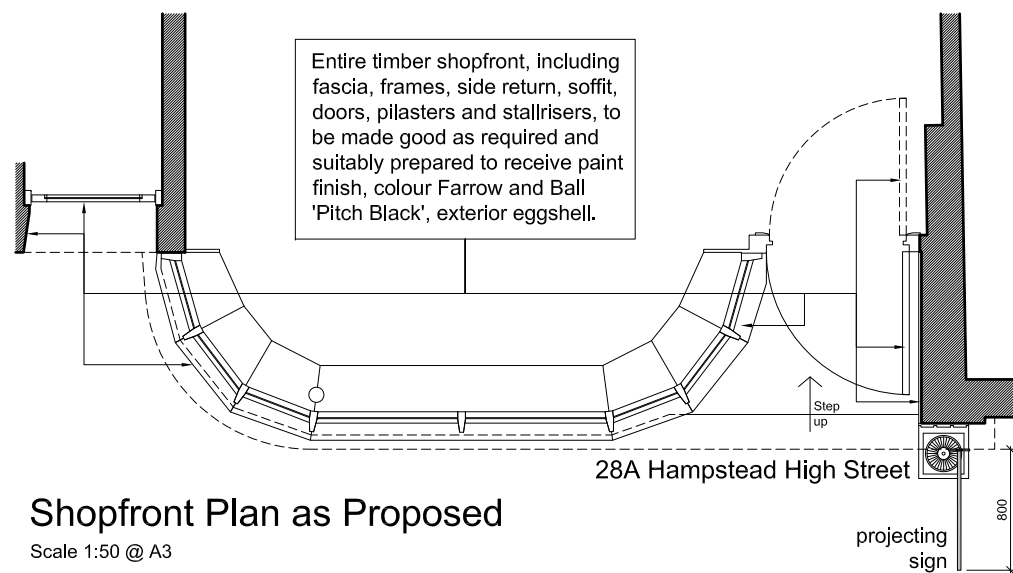 Entire timber shopfront, including
fascia, frames, side return, soffit,
doors, pilasters and stallrisers, to
be made good as required and
suitably prepared to receive paint
finish, colour Farrow and Ball
'Pitch Black', exterior eggshell.
Step
up
28A Hampstead High Street
Shopfront Plan as Proposed
Scale 1:50 @ A3
projecting
sign
800